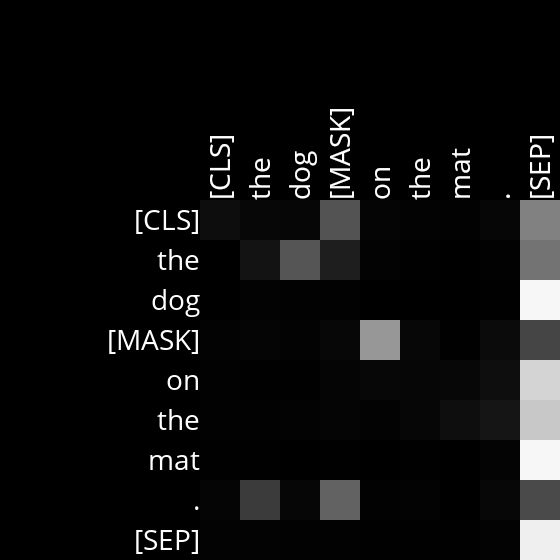 [CLS] the dog [MASK] on the mat . [SEP]
[CLS]
the
dog
[MASK]
on
the
mat
.
[SEP]